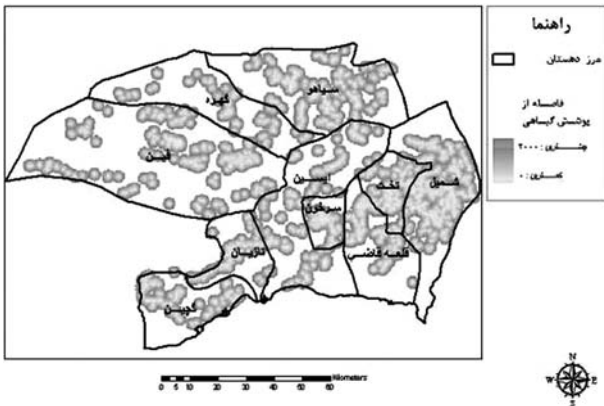 راهنما
مرز دهستان
فاصله از
پوشش گیاهی
بیشترین : ۲۰۰۰
کمترین : ۰
سیاهو
گهره
فین
ایسین
تخت
شمیل
سرخون
قلعه قاضی
تازیان
گچین
0 5 10 20 30 40 50 60
Kilometers
N
W E
S